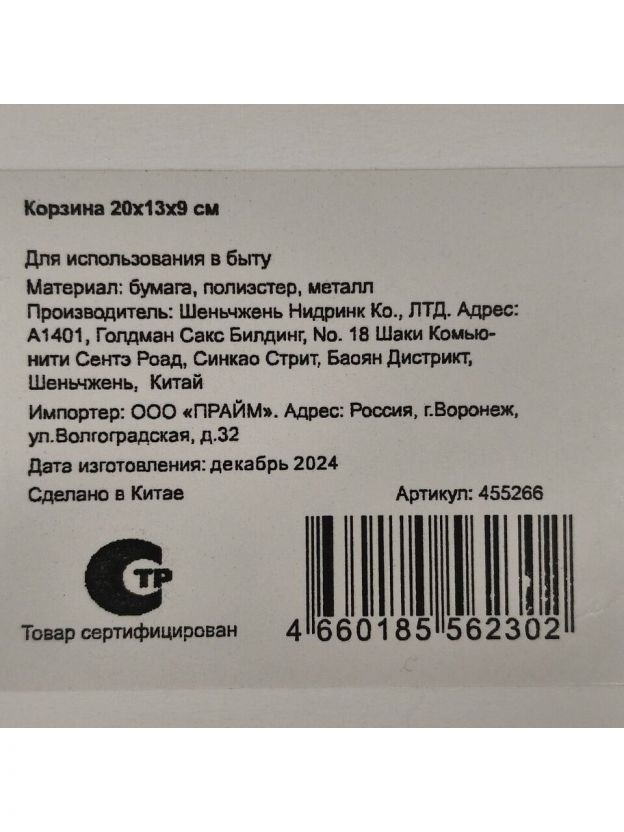 Корзина 20х13х9 см
Для использования в быту
Материал: бумага, полиэстер, металл
Производитель: Шеньчжень Нидринк Ко., ЛТД. Адрес:
А1401, Голдман Сакс Билдинг, No. 18 Шаки Комью-
нити Сентэ Роад, Синкао Стрит, Баоян Дистрикт,
Шеньчжень, Китай
Импортер: ООО «ПРАЙМ». Адрес: Россия, г.Воронеж,
ул.Волгоградская, д.32
Дата изготовления: декабрь 2024
Сделано в Китае
Артикул: 455266
СТР
Товар сертифицирован
4 660185 562302